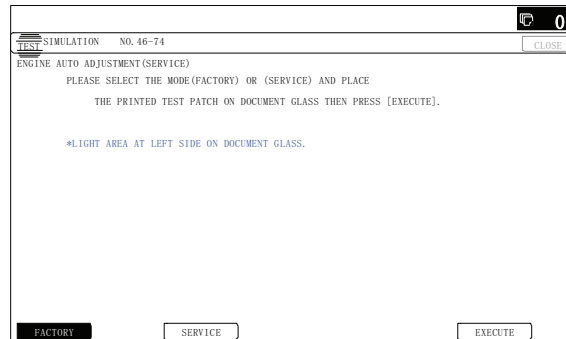 0
TEST SIMULATION NO.46-74
CLOSE
ENGINE AUTO ADJUSTMENT(SERVICE)
PLEASE SELECT THE MODE(FACTORY) OR (SERVICE) AND PLACE
THE PRINTED TEST PATCH ON DOCUMENT GLASS THEN PRESS [EXECUTE].
*LIGHT AREA AT LEFT SIDE ON DOCUMENT GLASS.
FACTORY SERVICE EXECUTE